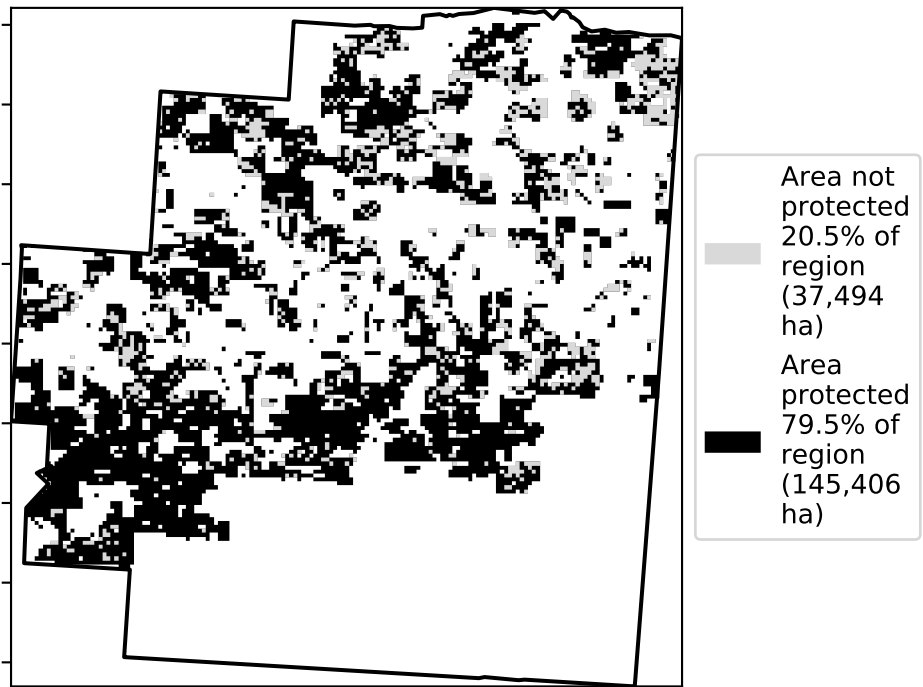 Area not
protected
20.5% of
region
(37,494
ha)
Area
protected
79.5% of
region
(145,406
ha)